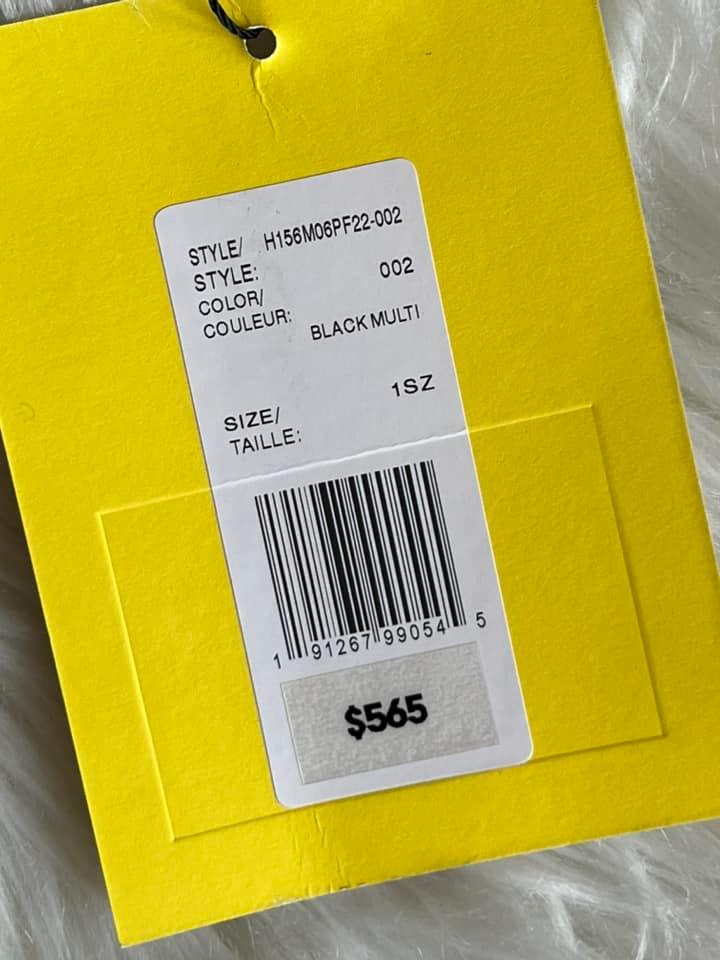 STYLE/ H156M06PF22-002
STYLE:
002
COLOR/
COULEUR:
BLACK MULTI
1SZ
SIZE/
TAILLE:
1 91267 99054 5
$565